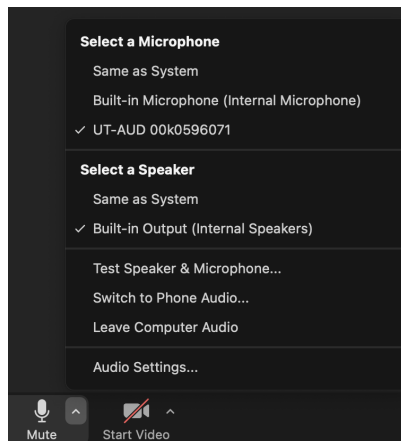 Select a Microphone
Same as System
Built-in Microphone (Internal Microphone)
✓ UT-AUD 00k0596071
Select a Speaker
Same as System
✓ Built-in Output (Internal Speakers)
Test Speaker & Microphone...
Switch to Phone Audio...
Leave Computer Audio
Audio Settings...
Mute
Start Video